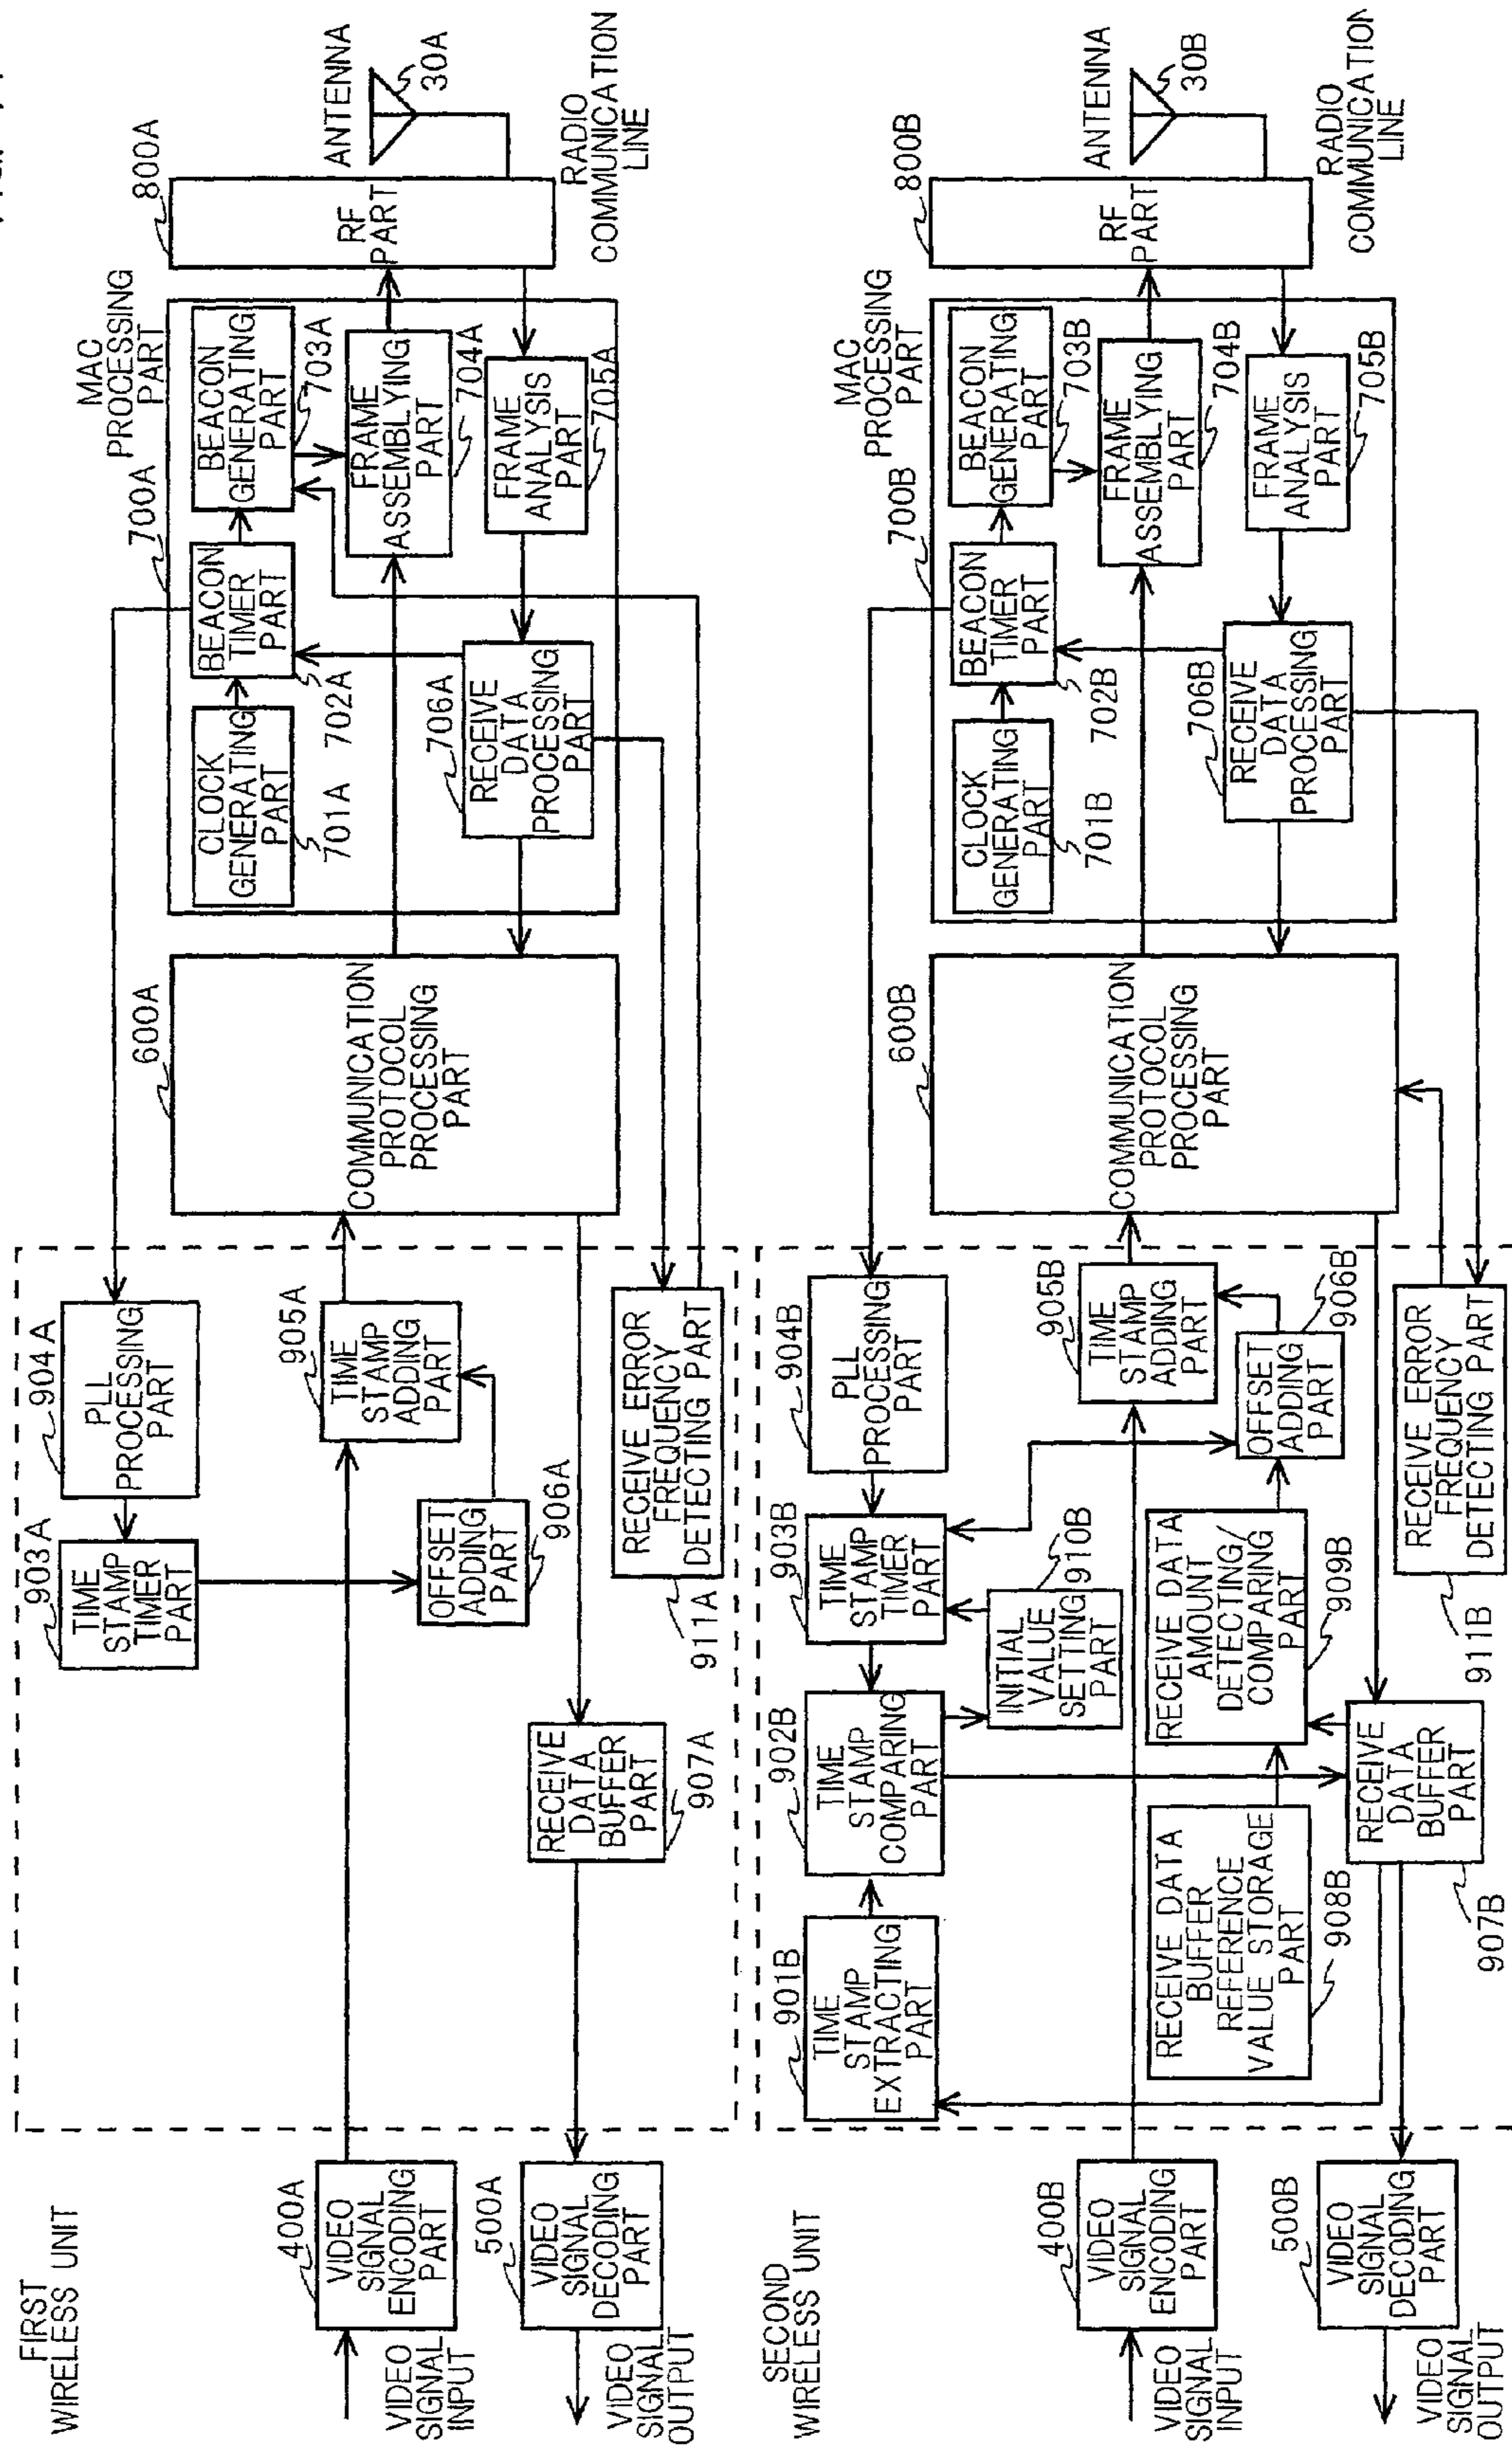 FIRST
WIRELESS UNIT
VIDEO
SIGNAL
INPUT
400A
VIDEO
SIGNAL
ENCODING
PART
500A
VIDEO
SIGNAL
DECODING
PART
VIDEO
SIGNAL
OUTPUT
903A
TIME
STAMP
TIMER
PART
904A
PLL
PROCESSING
PART
905A
TIME
STAMP
ADDING
PART
906A
OFFSET
ADDING
PART
907A
RECEIVE
DATA
BUFFER
PART
911A
RECEIVE ERROR
FREQUENCY
DETECTING PART
600A
COMMUNICATION
PROTOCOL
PROCESSING
PART
700A
MAC
PROCESSING
PART
CLOCK
GENERATING
PART
701A
BEACON
TIMER
PART
702A
BEACON
GENERATING
PART
703A
FRAME
ASSEMBLYING
PART
704A
FRAME
ANALYSIS
PART
705A
706A
RECEIVE
DATA
PROCESSING
PART
800A
RF
PART
ANTENNA
30A
RADIO
COMMUNICATION
LINE
SECOND
WIRELESS UNIT
VIDEO
SIGNAL
INPUT
400B
VIDEO
SIGNAL
ENCODING
PART
500B
VIDEO
SIGNAL
DECODING
PART
VIDEO
SIGNAL
OUTPUT
901B
TIME
STAMP
EXTRACTING
PART
902B
TIME
STAMP
COMPARING
PART
903B
TIME
STAMP
TIMER
PART
904B
PLL
PROCESSING
PART
910B
INITIAL
VALUE
SETTING
PART
905B
TIME
STAMP
ADDING
PART
906B
OFFSET
ADDING
PART
RECEIVE DATA
BUFFER
REFERENCE
VALUE STORAGE
PART
908B
RECEIVE DATA
AMOUNT
DETECTING/
COMPARING
PART
909B
RECEIVE
DATA
BUFFER
PART
907B
RECEIVE ERROR
FREQUENCY
DETECTING PART
911B
600B
COMMUNICATION
PROTOCOL
PROCESSING
PART
700B
MAC
PROCESSING
PART
CLOCK
GENERATING
PART
701B
BEACON
TIMER
PART
702B
BEACON
GENERATING
PART
703B
FRAME
ASSEMBLYING
PART
704B
FRAME
ANALYSIS
PART
705B
706B
RECEIVE
DATA
PROCESSING
PART
800B
RF
PART
ANTENNA
30B
RADIO
COMMUNICATION
LINE